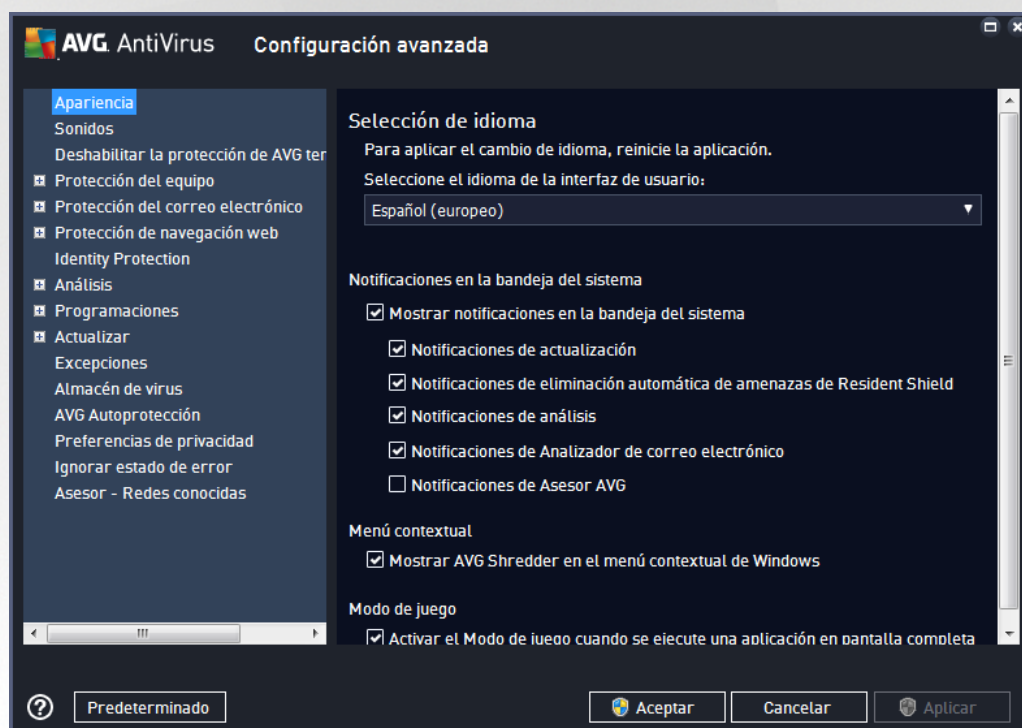 AVG. AntiVirus Configuración avanzada
Apariencia
Sonidos
Deshabilitar la protección de AVG ter
Protección del equipo
Protección del correo electrónico
Protección de navegación web
Identity Protection
Análisis
Programaciones
Actualizar
Excepciones
Almacén de virus
AVG Autoprotección
Preferencias de privacidad
Ignorar estado de error
Asesor - Redes conocidas
Selección de idioma
Para aplicar el cambio de idioma, reinicie la aplicación.
Seleccione el idioma de la interfaz de usuario:
Español (europeo)
Notificaciones en la bandeja del sistema
Mostrar notificaciones en la bandeja del sistema
Notificaciones de actualización
Notificaciones de eliminación automática de amenazas de Resident Shield
Notificaciones de análisis
Notificaciones de Analizador de correo electrónico
Notificaciones de Asesor AVG
Menú contextual
Mostrar AVG Shredder en el menú contextual de Windows
Modo de juego
Activar el Modo de juego cuando se ejecute una aplicación en pantalla completa
? Predeterminado Aceptar Cancelar Aplicar